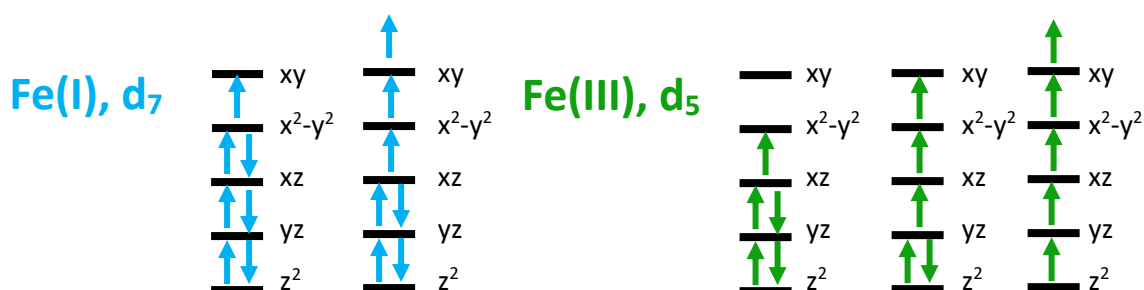 Fe(I), d₇
xy
x²-y²
xz
yz
z²
xy
x²-y²
xz
yz
z²
Fe(III), d₅
xy
x²-y²
xz
yz
z²
xy
x²-y²
xz
yz
z²
xy
x²-y²
xz
yz
z²